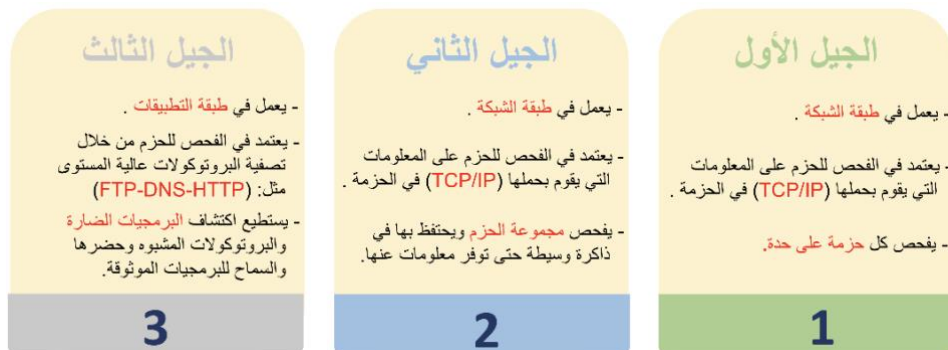 الجيل الأول
- يعمل في طبقة الشبكة .
- يعتمد في الفحص للحزم على المعلومات
التي يقوم بحملها (TCP/IP) في الحزمة .
- يفحص كل حزمة على حدة.
1
الجيل الثاني
- يعمل في طبقة الشبكة .
- يعتمد في الفحص للحزم على المعلومات
التي يقوم بحملها (TCP/IP) في الحزمة .
- يفحص مجموعة الحزم ويحتفظ بها في
ذاكرة وسيطة حتى توفر معلومات عنها.
2
الجيل الثالث
- يعمل في طبقة التطبيقات .
- يعتمد في الفحص للحزم من خلال
تصفية البروتوكولات عالية المستوى
مثل: (FTP-DNS-HTTP)
- يستطيع اكتشاف البرمجيات الضارة
والبروتوكولات المشبوه وحضرها
والسماح للبرمجيات الموثوقة.
3